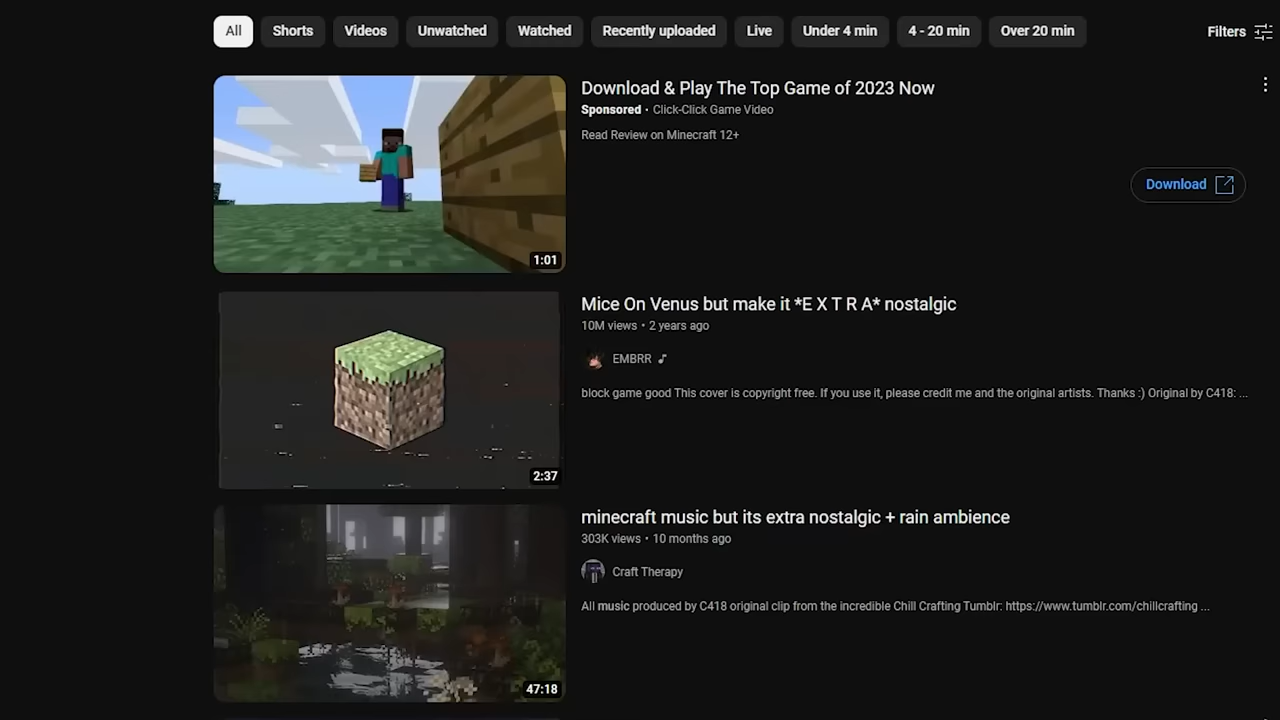 All Shorts Videos Unwatched Watched Recently uploaded Live Under 4 min 4 - 20 min Over 20 min Filters
Download & Play The Top Game of 2023 Now
Sponsored · Click-Click Game Video
Read Review on Minecraft 12+
Download
1:01
Mice On Venus but make it *E X T R A* nostalgic
10M views · 2 years ago
EMBRR ♪
block game good This cover is copyright free. If you use it, please credit me and the original artists. Thanks :) Original by C418: ...
2:37
minecraft music but its extra nostalgic + rain ambience
303K views · 10 months ago
Craft Therapy
All music produced by C418 original clip from the incredible Chill Crafting Tumblr: https://www.tumblr.com/chillcrafting ...
47:18